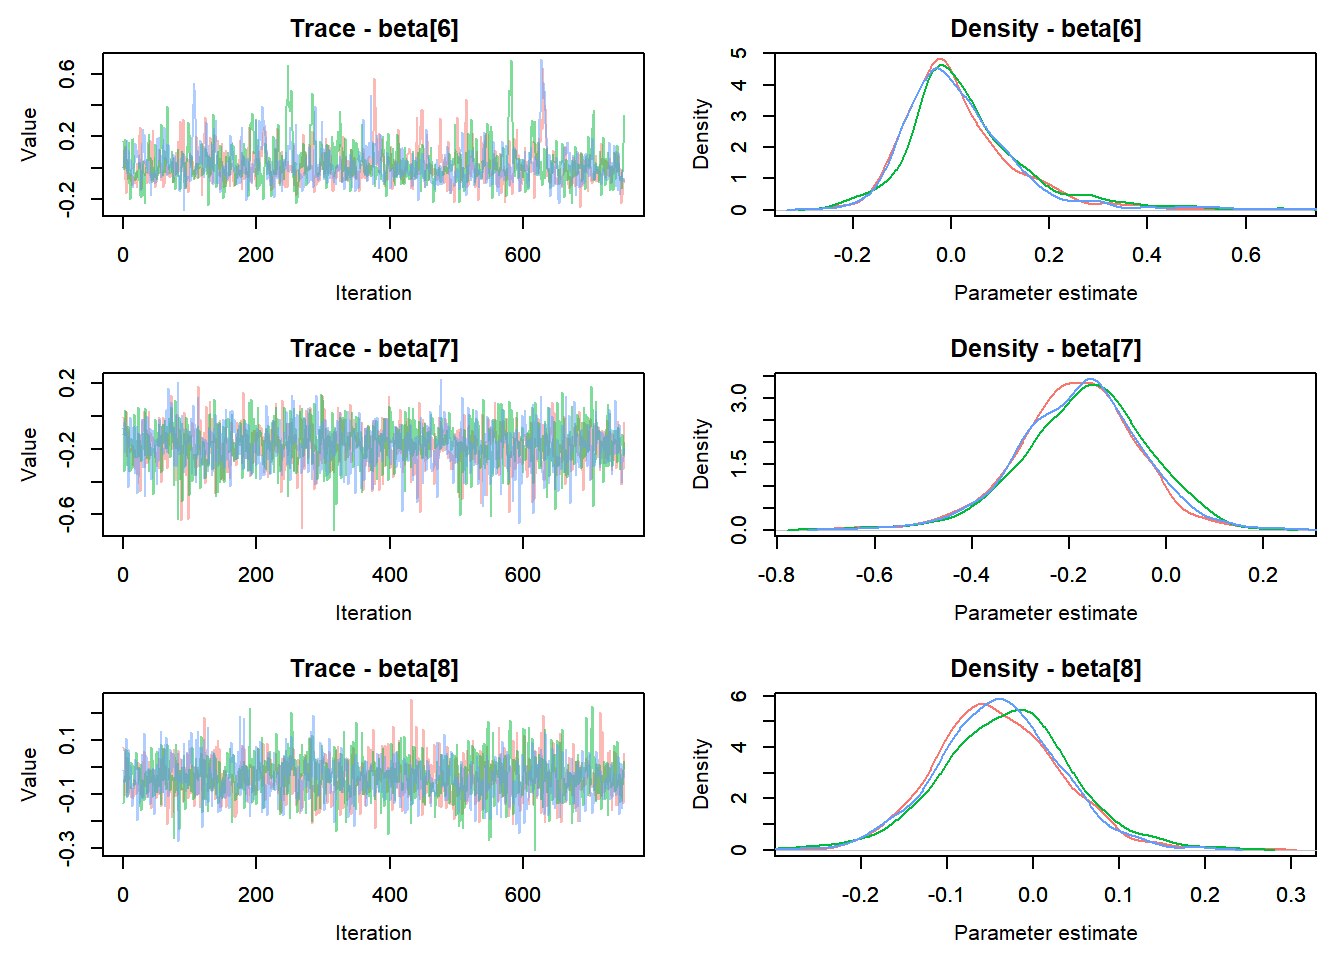 Trace - beta[6]
Value
-0.2 0.2 0.6
0 200 400 600
Iteration
Density - beta[6]
Density
0 1 2 3 4 5
-0.2 0.0 0.2 0.4 0.6
Parameter estimate
Trace - beta[7]
Value
-0.6 -0.2 0.2
0 200 400 600
Iteration
Density - beta[7]
Density
0.0 1.5 3.0
-0.8 -0.6 -0.4 -0.2 0.0 0.2
Parameter estimate
Trace - beta[8]
Value
-0.3 -0.1 0.1
0 200 400 600
Iteration
Density - beta[8]
Density
0 2 4 6
-0.2 -0.1 0.0 0.1 0.2 0.3
Parameter estimate